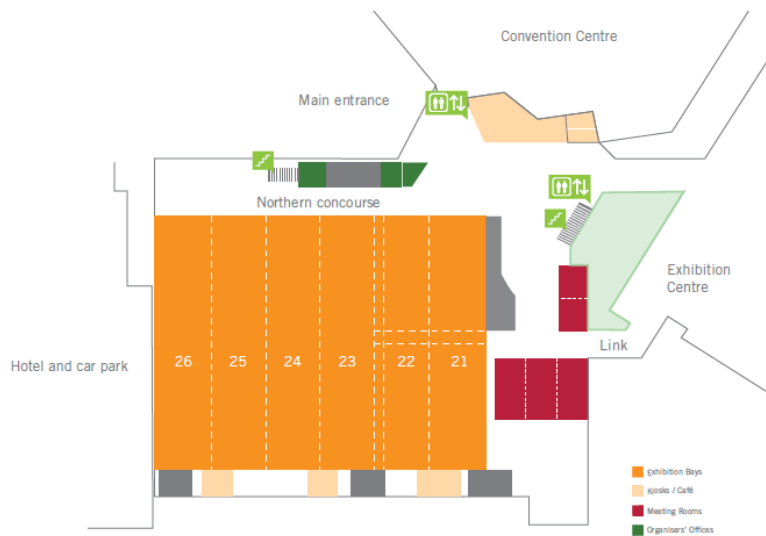 Convention Centre
Main entrance
Northern concourse
Exhibition
Centre
Link
Hotel and car park
26 25 24 23 22 21
Exhibition Bays
Kiosks / Café
Meeting Rooms
Organisers' Offices